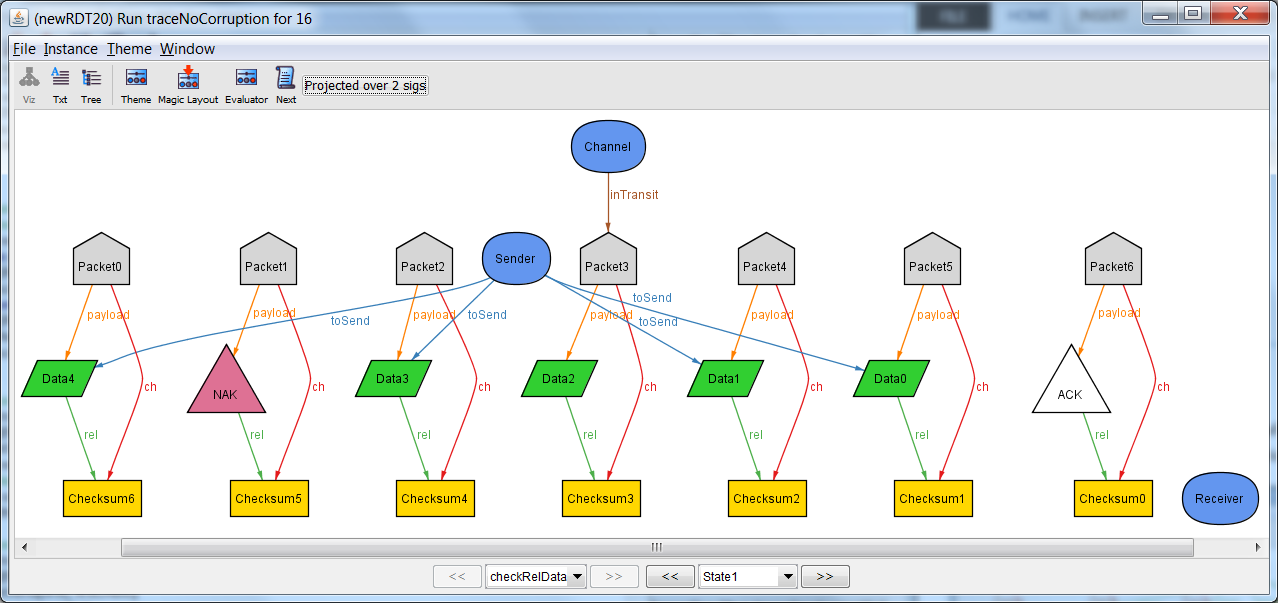 (newRDT20) Run traceNoCorruption for 16
FILE HOME INSERT
File Instance Theme Window
Viz Txt Tree Theme Magic Layout Evaluator Next Projected over 2 sigs
Channel
inTransit
Packet0 Packet1 Packet2 Sender Packet3 Packet4 Packet5 Packet6
toSend
payload payload payload toSend payload toSend payload payload payload
toSend
Data4 NAK Data3 Data2 Data1 Data0 ACK
ch ch ch ch ch ch ch
rel rel rel rel rel rel rel
Checksum6 Checksum5 Checksum4 Checksum3 Checksum2 Checksum1 Checksum0 Receiver
<< checkRelData >> << State1 >>